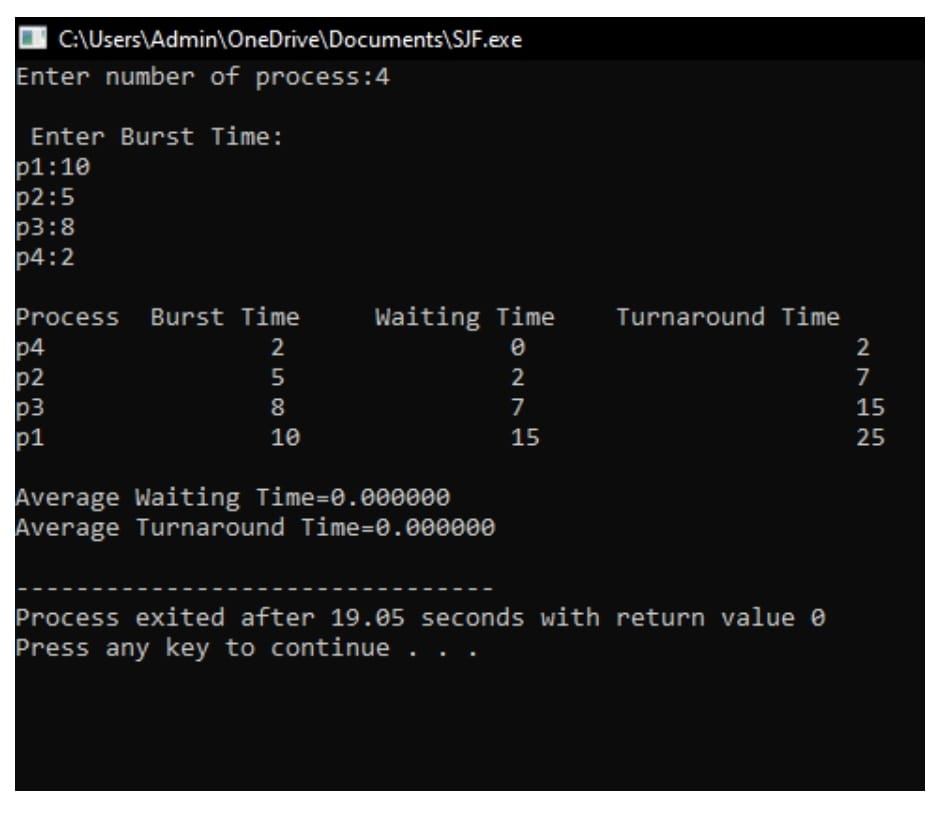 C:\Users\Admin\OneDrive\Documents\SJF.exe
Enter number of process:4
Enter Burst Time:
p1:10
p2:5
p3:8
p4:2
Process  Burst Time     Waiting Time    Turnaround Time
p4               2               0                      2
p2               5               2                      7
p3               8               7                      15
p1               10              15                     25
Average Waiting Time=0.000000
Average Turnaround Time=0.000000
--------------------------------
Process exited after 19.05 seconds with return value 0
Press any key to continue . . .